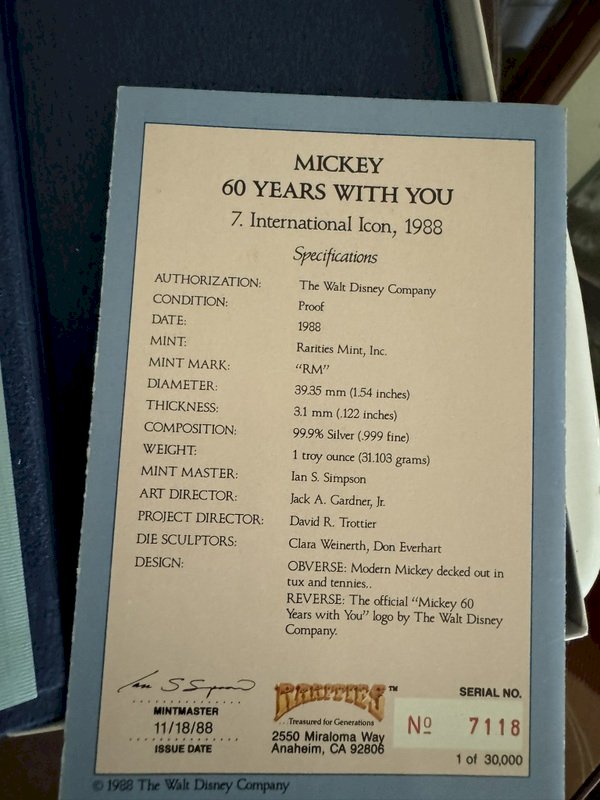 MICKEY
60 YEARS WITH YOU
7. International Icon, 1988
Specifications
AUTHORIZATION: The Walt Disney Company
CONDITION: Proof
DATE: 1988
MINT: Rarities Mint, Inc.
MINT MARK: "RM"
DIAMETER: 39.35 mm (1.54 inches)
THICKNESS: 3.1 mm (.122 inches)
COMPOSITION: 99.9% Silver (.999 fine)
WEIGHT: 1 troy ounce (31.103 grams)
MINT MASTER: Ian S. Simpson
ART DIRECTOR: Jack A. Gardner, Jr.
PROJECT DIRECTOR: David R. Trottier
DIE SCULPTORS: Clara Weinerth, Don Everhart
DESIGN: OBVERSE: Modern Mickey decked out in
tux and tennies..
REVERSE: The official "Mickey 60
Years with You" logo by The Walt Disney
Company.
Ian S Simpson
MINTMASTER
11/18/88
ISSUE DATE
RARITIES™
...Treasured for Generations
2550 Miraloma Way
Anaheim, CA 92806
SERIAL NO.
Nº 7118
1 of 30,000
© 1988 The Walt Disney Company